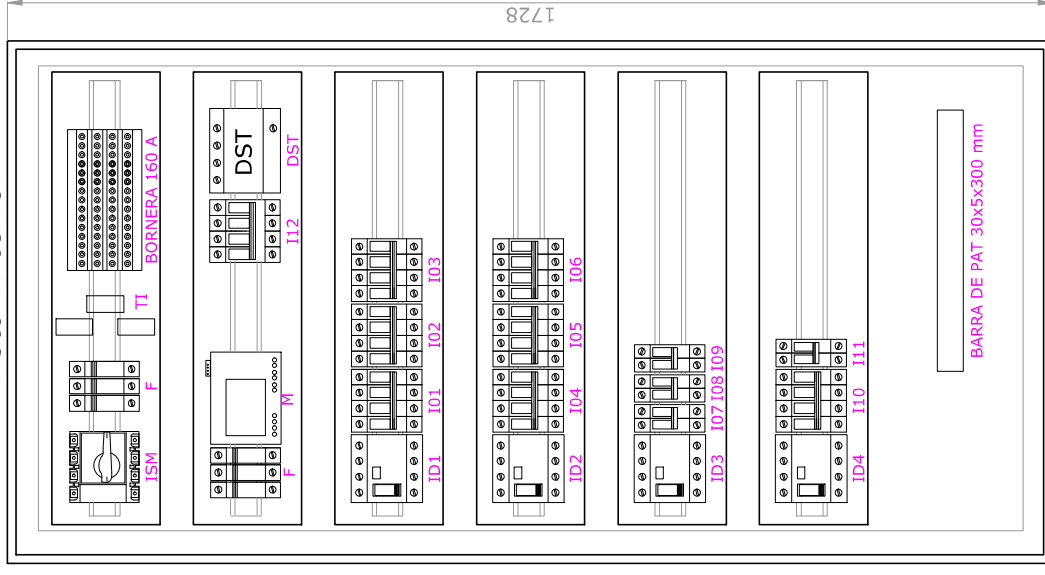 1728
BORNERA 160 A
TI
F
ISM
DST
DST
I12
M
F
I03
I02
I01
ID1
I06
I05
I04
ID2
I09
I08
I07
ID3
I11
I10
ID4
BARRA DE PAT 30x5x300 mm